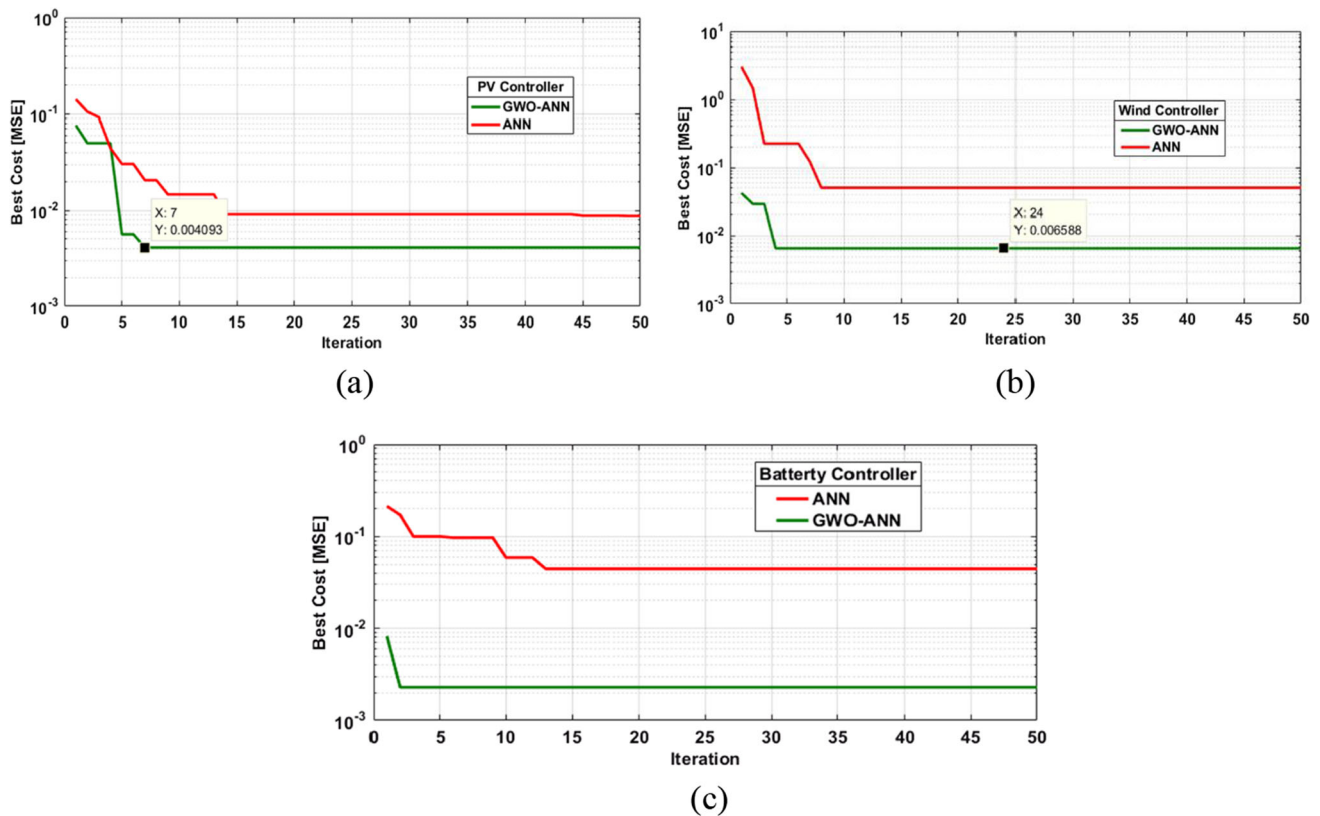 10^0
10^-1
10^-2
10^-3
Best Cost [MSE]
PV Controller
GWO-ANN
ANN
X: 7
Y: 0.004093
0 5 10 15 20 25 30 35 40 45 50
Iteration
(a)
10^1
10^0
10^-1
10^-2
10^-3
Best Cost [MSE]
Wind Controller
GWO-ANN
ANN
X: 24
Y: 0.006588
0 5 10 15 20 25 30 35 40 45 50
Iteration
(b)
10^0
10^-1
10^-2
10^-3
Best Cost [MSE]
Batterty Controller
ANN
GWO-ANN
0 5 10 15 20 25 30 35 40 45 50
Iteration
(c)